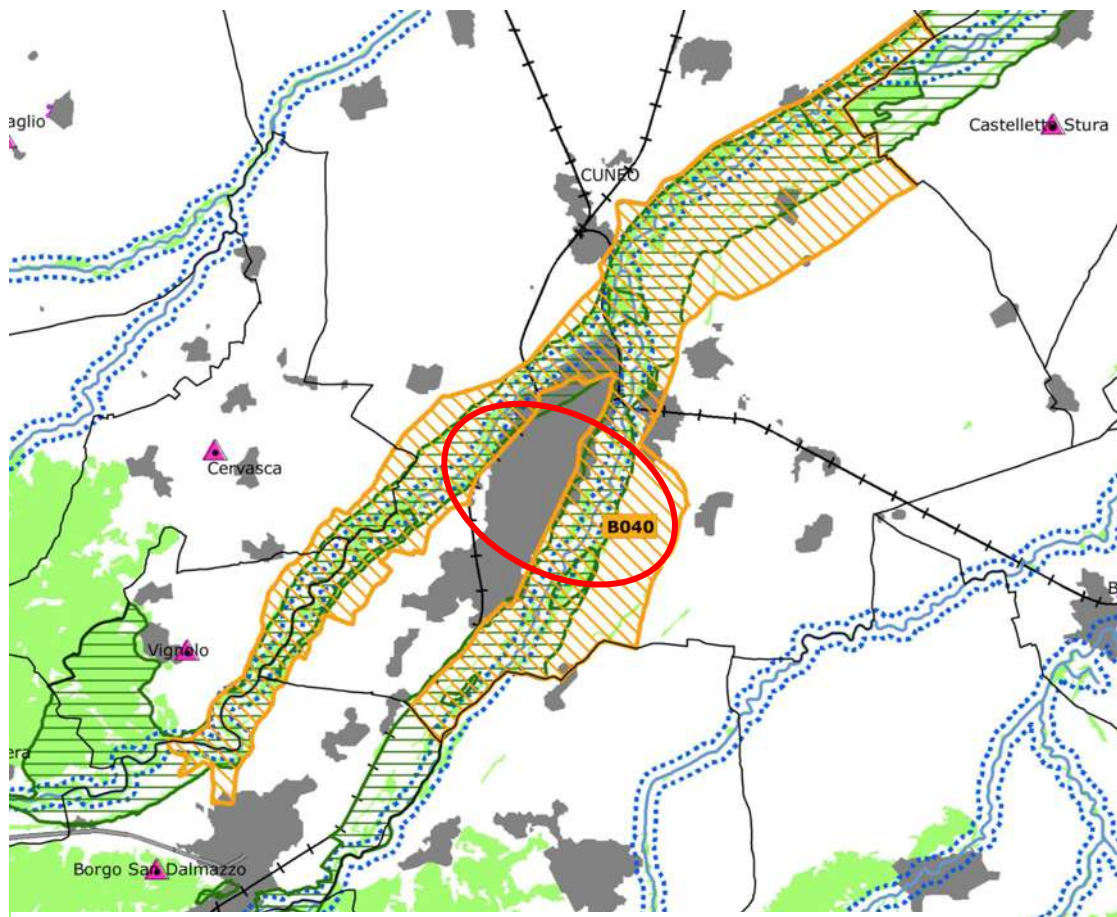 aglio
Castelletto Stura
CUNEO
Cervasca
B040
B
Vignolo
era
Borgo San Dalmazzo